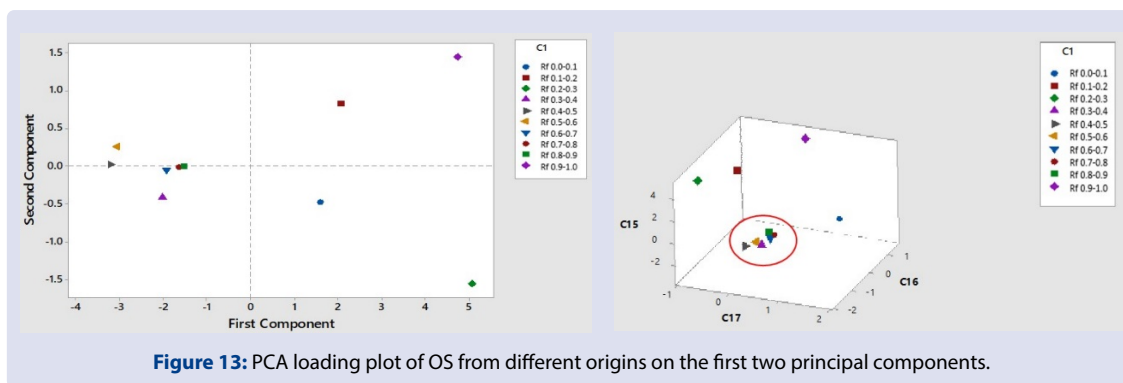 C1
Rf 0.0-0.1
Rf 0.1-0.2
Rf 0.2-0.3
Rf 0.3-0.4
Rf 0.4-0.5
Rf 0.5-0.6
Rf 0.6-0.7
Rf 0.7-0.8
Rf 0.8-0.9
Rf 0.9-1.0
Second Component
1.5
1.0
0.5
0.0
-0.5
-1.0
-1.5
-4 -3 -2 -1 0 1 2 3 4 5
First Component
C1
Rf 0.0-0.1
Rf 0.1-0.2
Rf 0.2-0.3
Rf 0.3-0.4
Rf 0.4-0.5
Rf 0.5-0.6
Rf 0.6-0.7
Rf 0.7-0.8
Rf 0.8-0.9
Rf 0.9-1.0
C15
4
2
0
-2
-1 0 1 2
C17
-2 -1 0 1
C16
Figure 13: PCA loading plot of OS from different origins on the first two principal components.